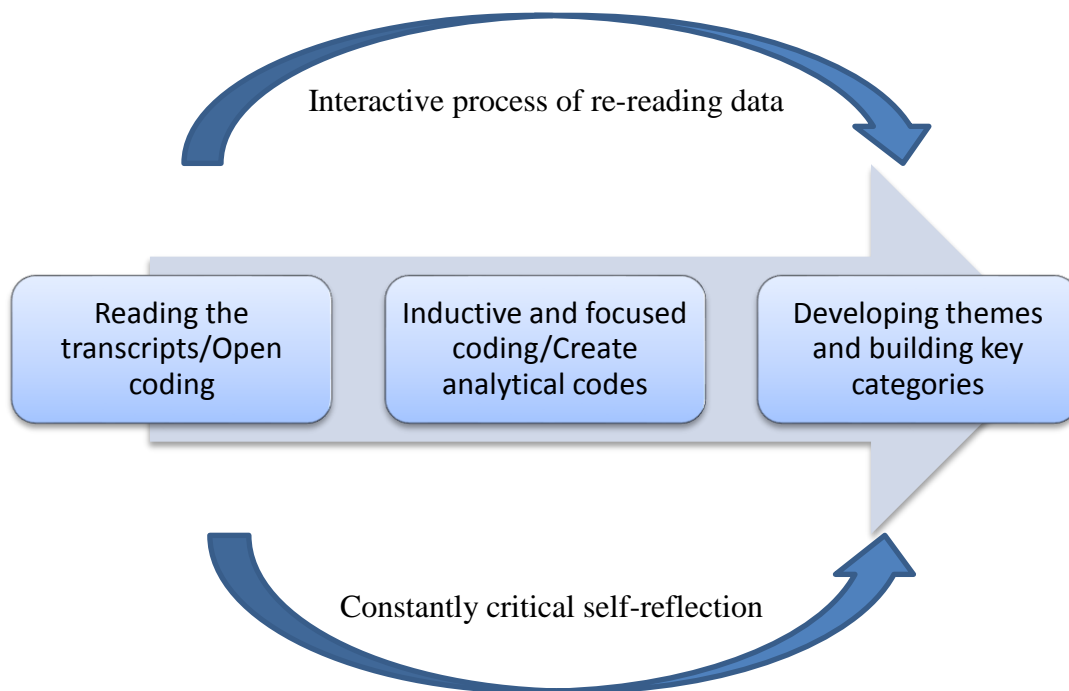 Interactive process of re-reading data
Reading the
transcripts/Open
coding
Inductive and focused
coding/Create
analytical codes
Developing themes
and building key
categories
Constantly critical self-reflection